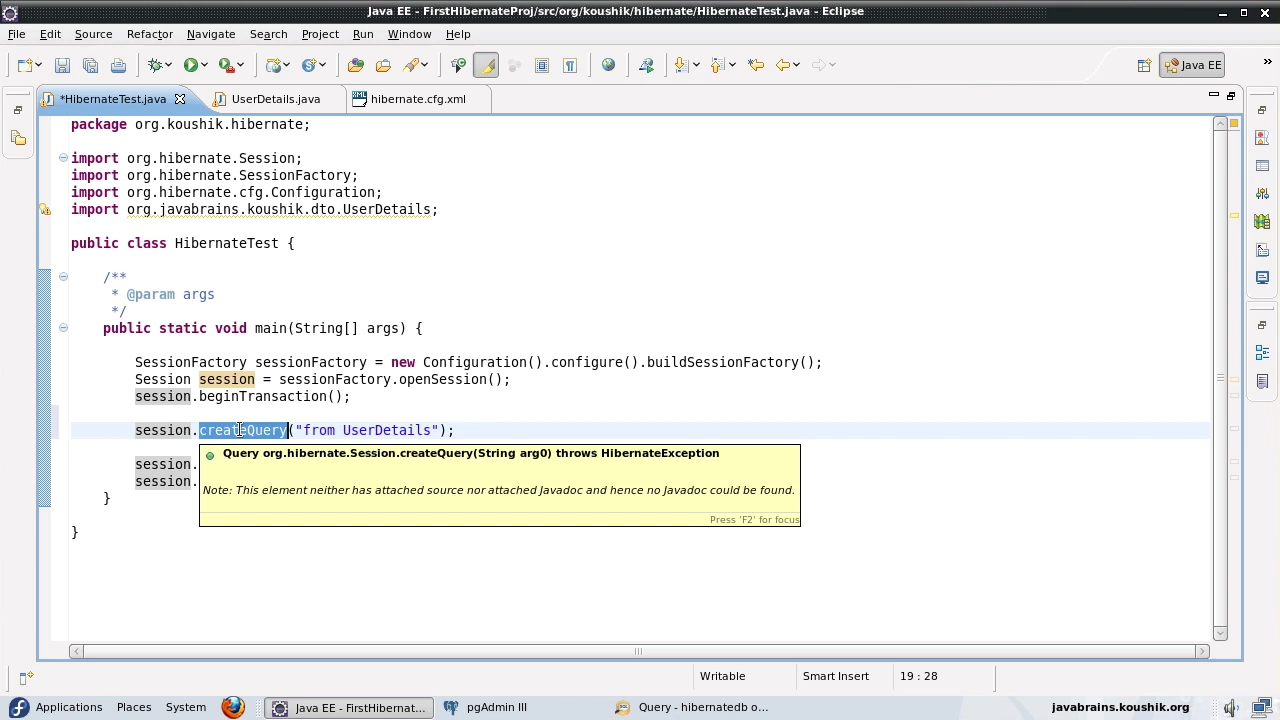 Java EE - FirstHibernateProj/src/org/koushik/hibernate/HibernateTest.java - Eclipse
File Edit Source Refactor Navigate Search Project Run Window Help
Java EE
»
*HibernateTest.java UserDetails.java hibernate.cfg.xml
package org.koushik.hibernate;
import org.hibernate.Session;
import org.hibernate.SessionFactory;
import org.hibernate.cfg.Configuration;
import org.javabrains.koushik.dto.UserDetails;
public class HibernateTest {
/**
* @param args
*/
public static void main(String[] args) {
SessionFactory sessionFactory = new Configuration().configure().buildSessionFactory();
Session session = sessionFactory.openSession();
session.beginTransaction();
session.createQuery("from UserDetails");
session.
session.
Query org.hibernate.Session.createQuery(String arg0) throws HibernateException
Note: This element neither has attached source nor attached Javadoc and hence no Javadoc could be found.
Press 'F2' for focus
}
}
Writable Smart Insert 19 : 28
Applications Places System Java EE - FirstHibernat... pgAdmin III Query - hibernatedb o... javabrains.koushik.org